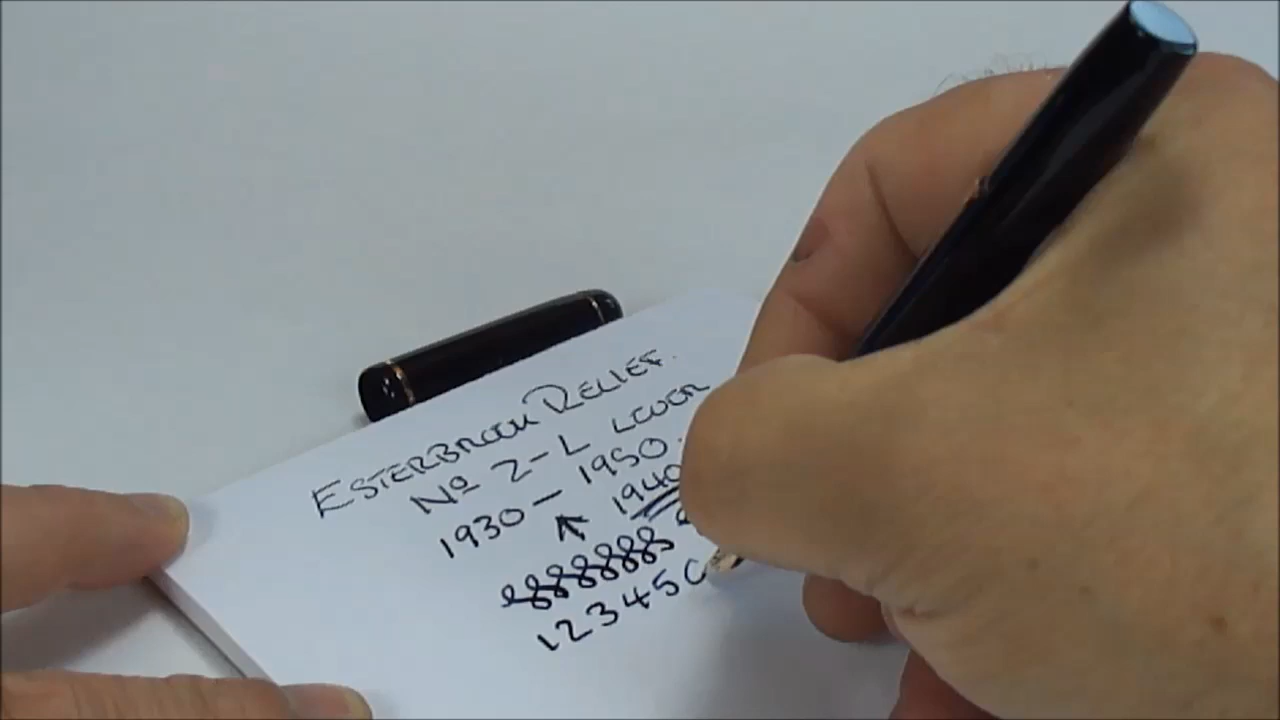 ESTERBROOK RELIEF.
Nº 2-L LEVER
1930 - 1950.
↑ 1940
12345